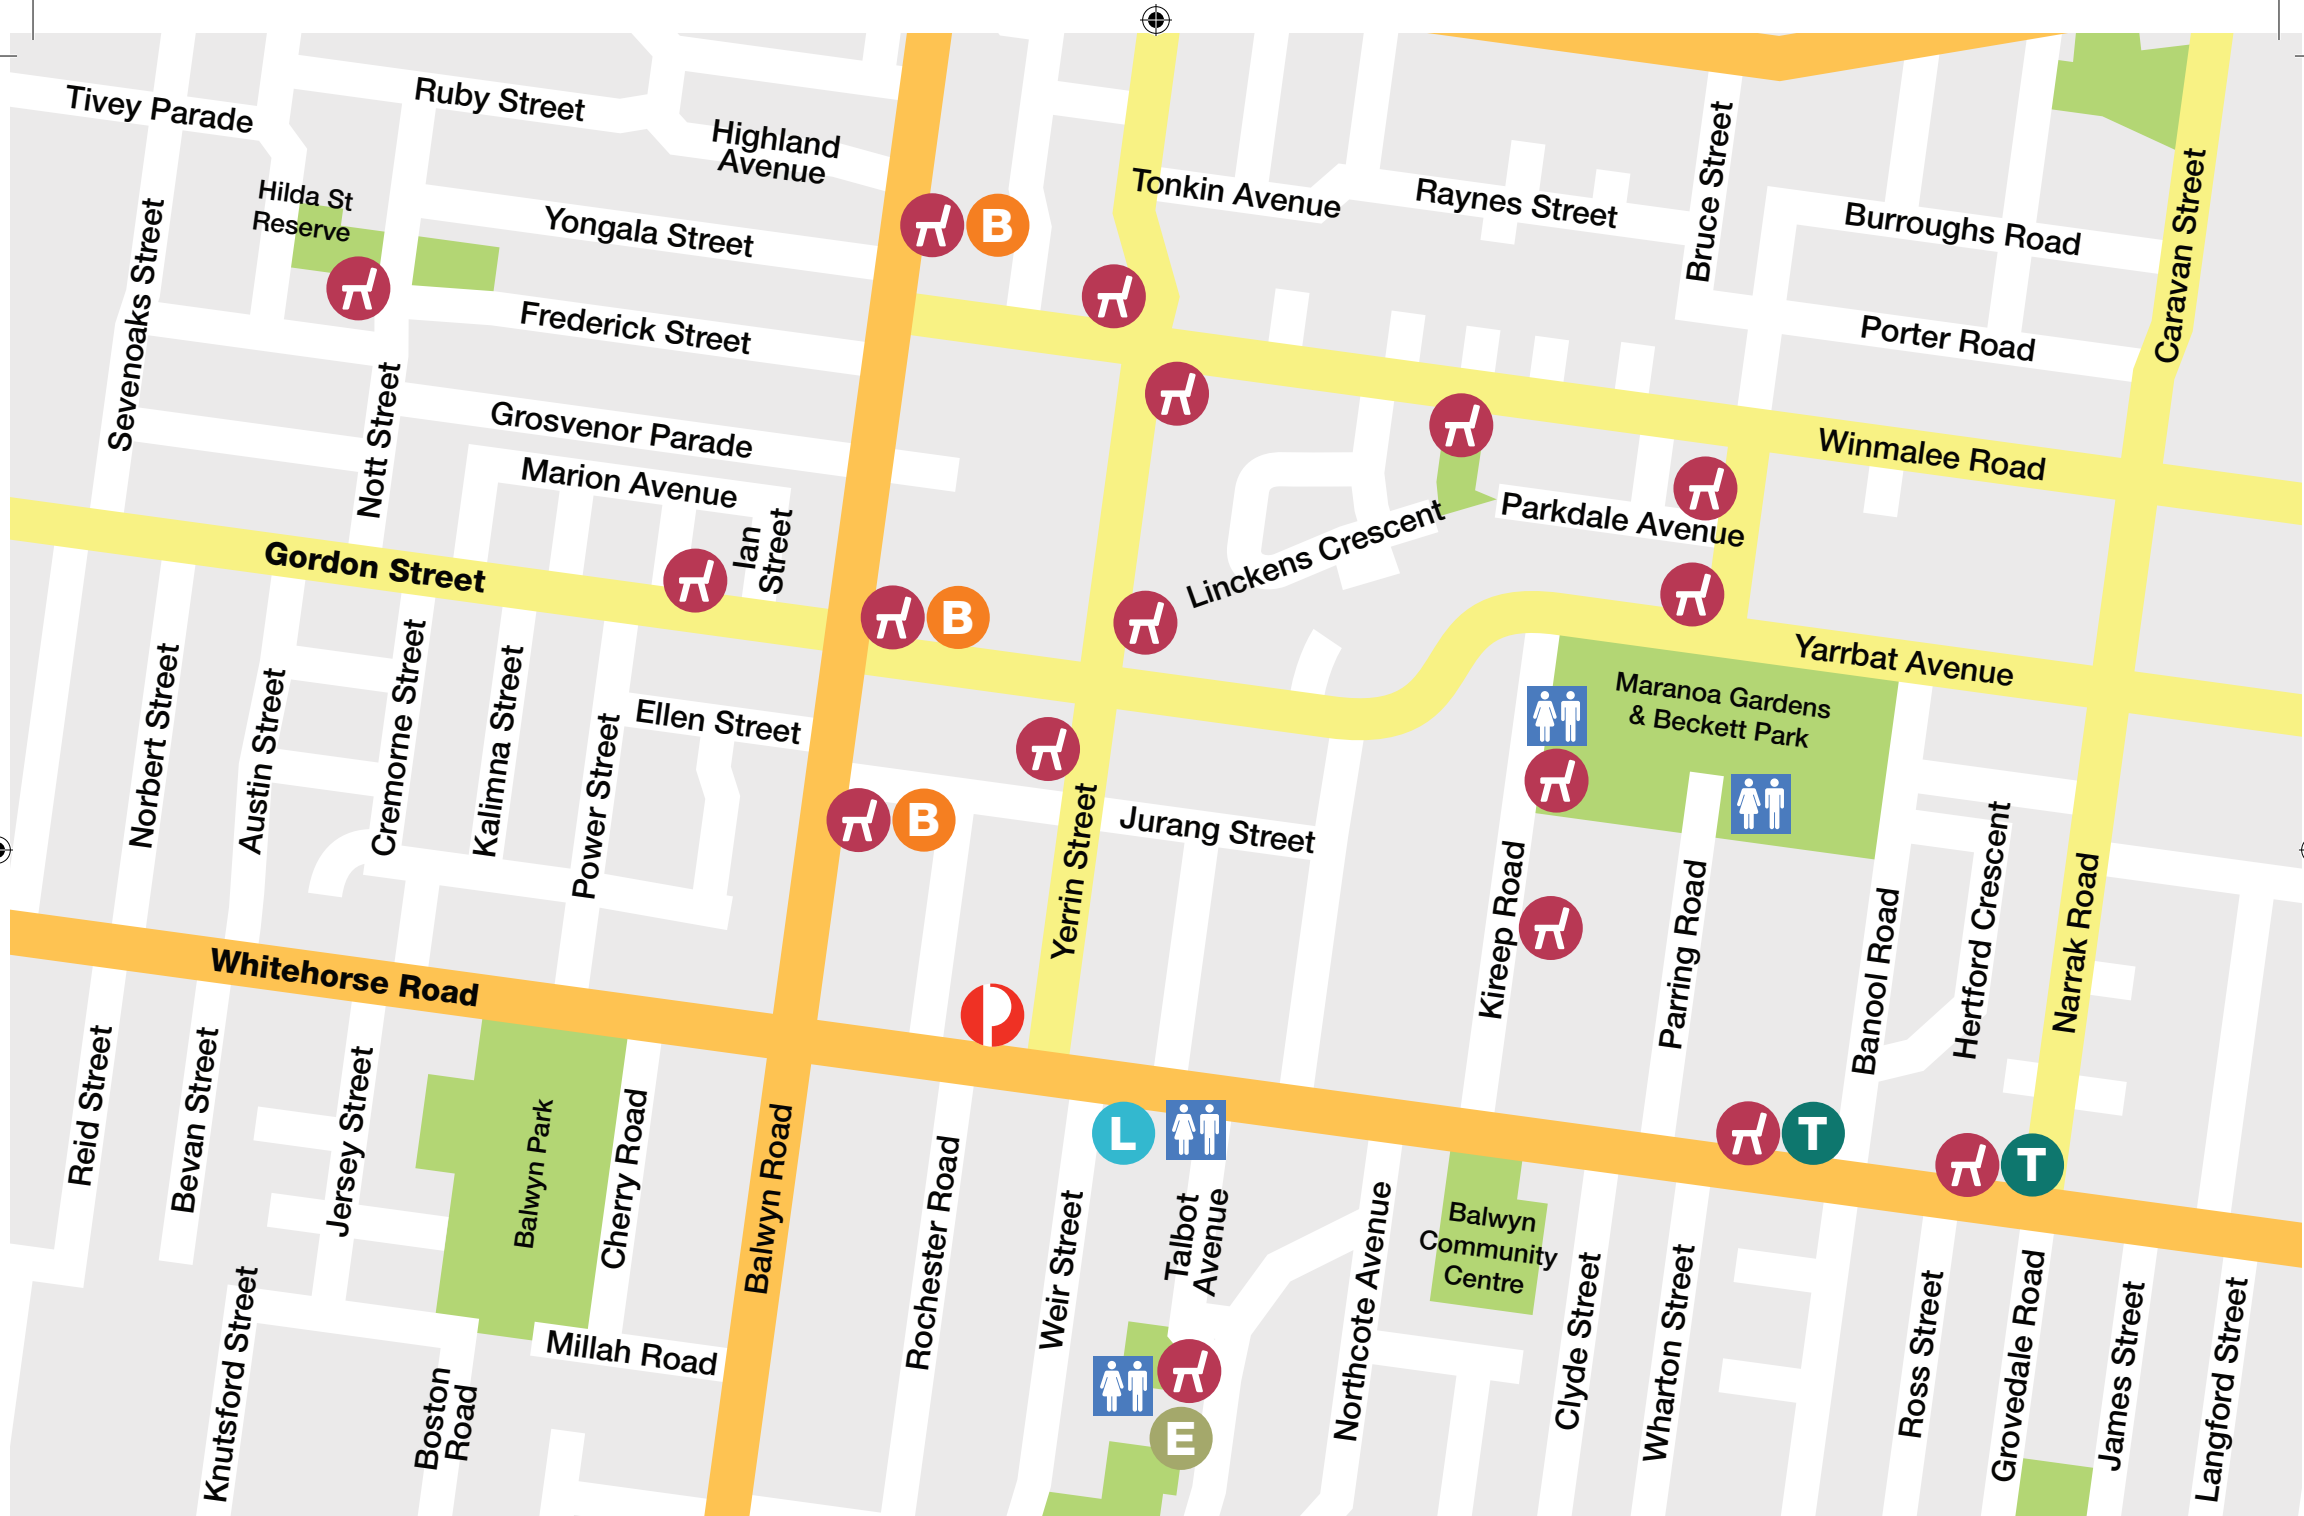 Tivey Parade
Ruby Street
Highland
Avenue
Hilda St
Reserve
Yongala Street
Sevenoaks Street
Frederick Street
Nott Street
Grosvenor Parade
Marion Avenue
Ian
Street
Gordon Street
B
Tonkin Avenue
Raynes Street
Bruce Street
Burroughs Road
Caravan Street
Porter Road
Winmalee Road
Parkdale Avenue
Linckens Crescent
B
Yarrbat Avenue
Maranoa Gardens
& Beckett Park
Norbert Street
Austin Street
Cremorne Street
Kalimna Street
Power Street
Ellen Street
B
Yerrin Street
Jurang Street
Kireep Road
Parring Road
Banool Road
Hertford Crescent
Narrak Road
Whitehorse Road
P
Reid Street
Bevan Street
Jersey Street
Balwyn Park
Cherry Road
Balwyn Road
Rochester Road
Weir Street
L
Talbot
Avenue
Northcote Avenue
Balwyn
Community
Centre
Clyde Street
Wharton Street
T
T
Ross Street
Grovedale Road
James Street
Langford Street
Knutsford Street
Boston
Road
Millah Road
E